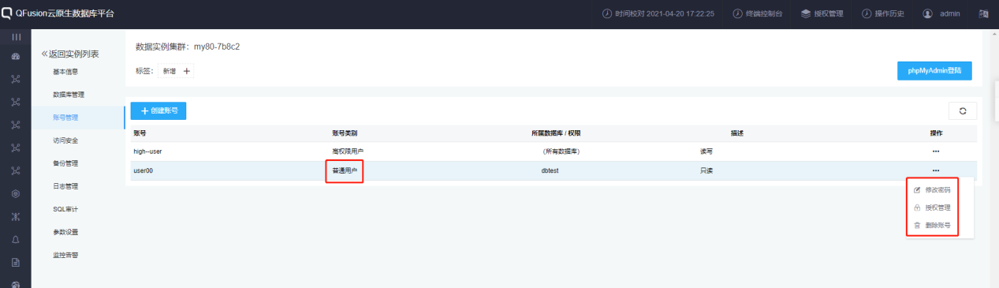 QFusion云原生数据库平台
时间校对 2021-04-20 17:22:25 终端控制台 授权管理 操作历史 admin
返回实例列表
基本信息
数据库管理
账号管理
访问安全
备份管理
日志管理
SQL审计
参数设置
监控告警
数据实例集群：my80-7b8c2
标签： 新增 +
phpMyAdmin登陆
+ 创建账号
账号 账号类别 所属数据库 / 权限 描述 操作
high--user 高权限用户 （所有数据库） 读写 ...
user00 普通用户 dbtest 只读 ...
修改密码
授权管理
删除账号